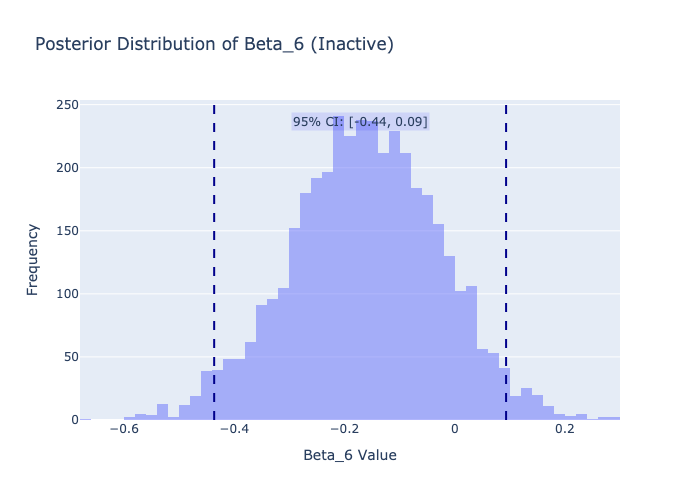 Posterior Distribution of Beta_6 (Inactive)
95% CI: [-0.44, 0.09]
250
200
150
100
50
0
Frequency
−0.6
−0.4
−0.2
0
0.2
Beta_6 Value